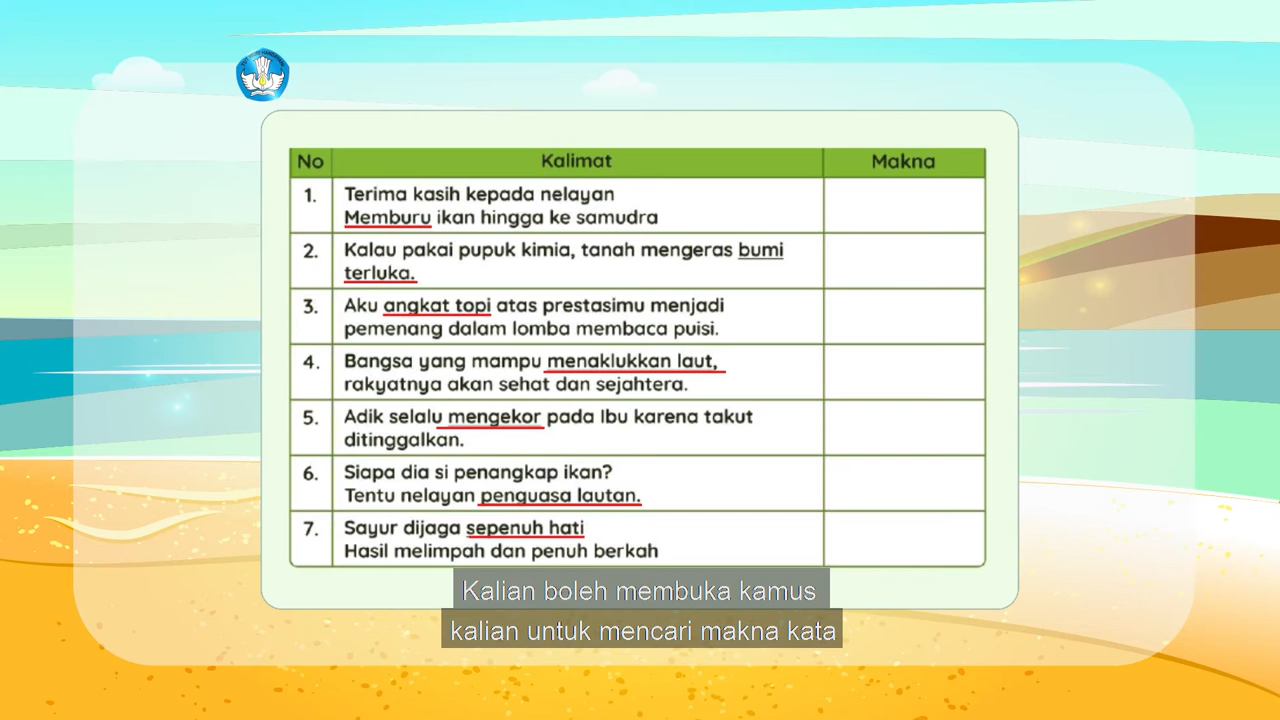 No Kalimat Makna
1. Terima kasih kepada nelayan
Memburu ikan hingga ke samudra
2. Kalau pakai pupuk kimia, tanah mengeras bumi
terluka.
3. Aku angkat topi atas prestasimu menjadi
pemenang dalam lomba membaca puisi.
4. Bangsa yang mampu menaklukkan laut,
rakyatnya akan sehat dan sejahtera.
5. Adik selalu mengekor pada Ibu karena takut
ditinggalkan.
6. Siapa dia si penangkap ikan?
Tentu nelayan penguasa lautan.
7. Sayur dijaga sepenuh hati
Hasil melimpah dan penuh berkah
Kalian boleh membuka kamus
kalian untuk mencari makna kata